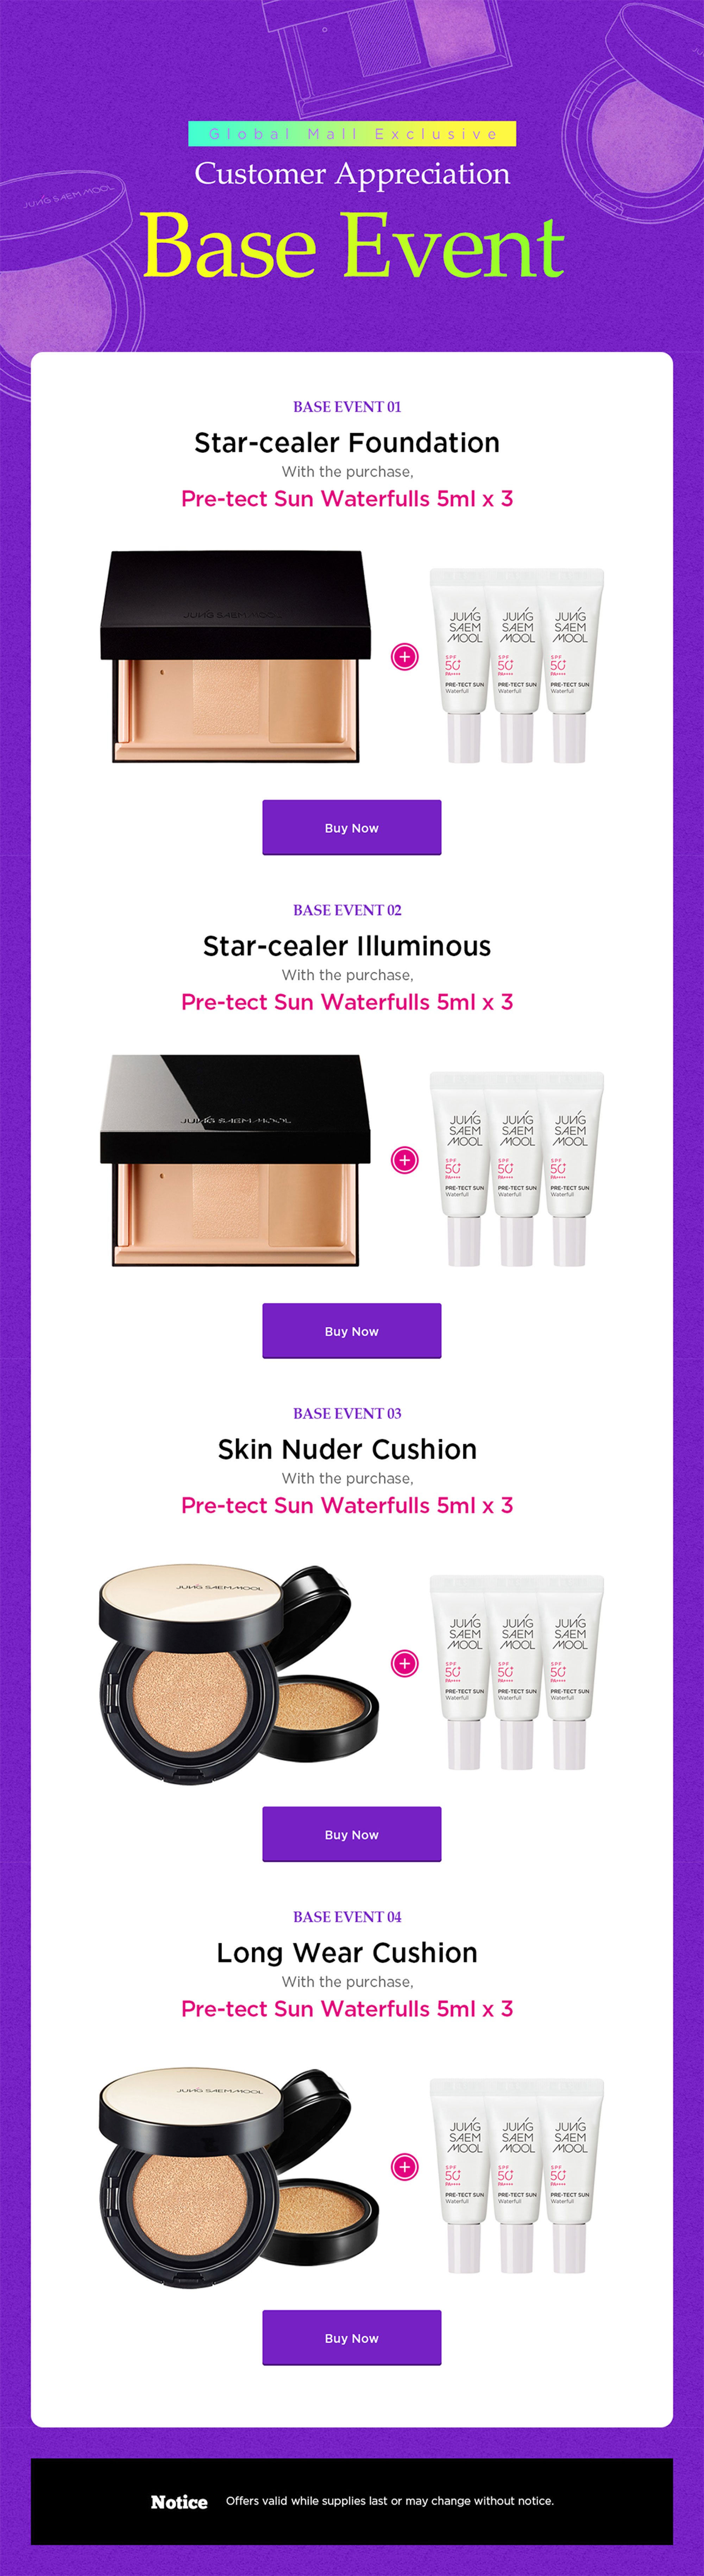 JUNG SAEM MOOL
Global Mall Exclusive
Customer Appreciation
Base Event
BASE EVENT 01
Star-cealer Foundation
With the purchase,
Pre-tect Sun Waterfulls 5ml x 3
JUNG SAEM MOOL
JUNG JUNG JUNG
SAEM SAEM SAEM
MOOL MOOL MOOL
SPF SPF SPF
50+ 50+ 50+
PA++++ PA++++ PA++++
PRE-TECT SUN PRE-TECT SUN PRE-TECT SUN
Waterfull Waterfull Waterfull
Buy Now
BASE EVENT 02
Star-cealer Illuminous
With the purchase,
Pre-tect Sun Waterfulls 5ml x 3
JUNG SAEM MOOL
JUNG JUNG JUNG
SAEM SAEM SAEM
MOOL MOOL MOOL
SPF SPF SPF
50+ 50+ 50+
PA++++ PA++++ PA++++
PRE-TECT SUN PRE-TECT SUN PRE-TECT SUN
Waterfull Waterfull Waterfull
Buy Now
BASE EVENT 03
Skin Nuder Cushion
With the purchase,
Pre-tect Sun Waterfulls 5ml x 3
JUNG SAEM MOOL
JUNG JUNG JUNG
SAEM SAEM SAEM
MOOL MOOL MOOL
SPF SPF SPF
50+ 50+ 50+
PA++++ PA++++ PA++++
PRE-TECT SUN PRE-TECT SUN PRE-TECT SUN
Waterfull Waterfull Waterfull
Buy Now
BASE EVENT 04
Long Wear Cushion
With the purchase,
Pre-tect Sun Waterfulls 5ml x 3
JUNG SAEM MOOL
JUNG JUNG JUNG
SAEM SAEM SAEM
MOOL MOOL MOOL
SPF SPF SPF
50+ 50+ 50+
PA++++ PA++++ PA++++
PRE-TECT SUN PRE-TECT SUN PRE-TECT SUN
Waterfull Waterfull Waterfull
Buy Now
Notice Offers valid while supplies last or may change without notice.